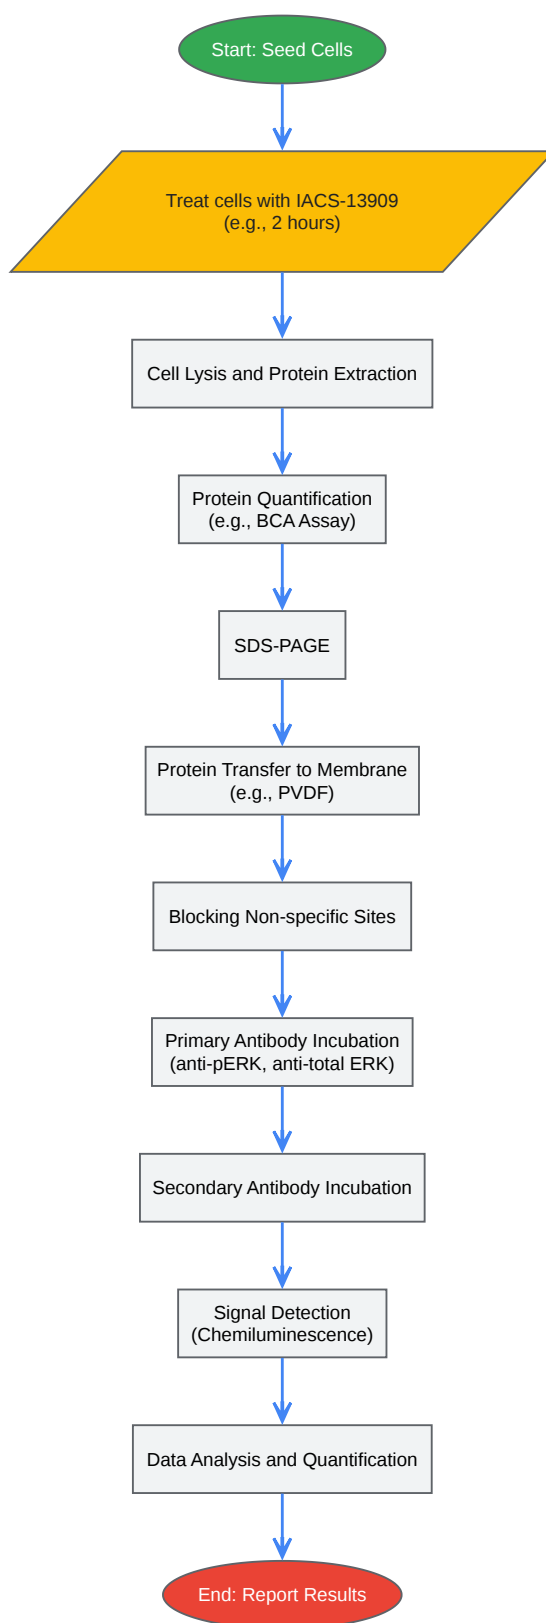 Start: Seed Cells
Treat cells with IACS-13909
(e.g., 2 hours)
Cell Lysis and Protein Extraction
Protein Quantification
(e.g., BCA Assay)
SDS-PAGE
Protein Transfer to Membrane
(e.g., PVDF)
Blocking Non-specific Sites
Primary Antibody Incubation
(anti-pERK, anti-total ERK)
Secondary Antibody Incubation
Signal Detection
(Chemiluminescence)
Data Analysis and Quantification
End: Report Results